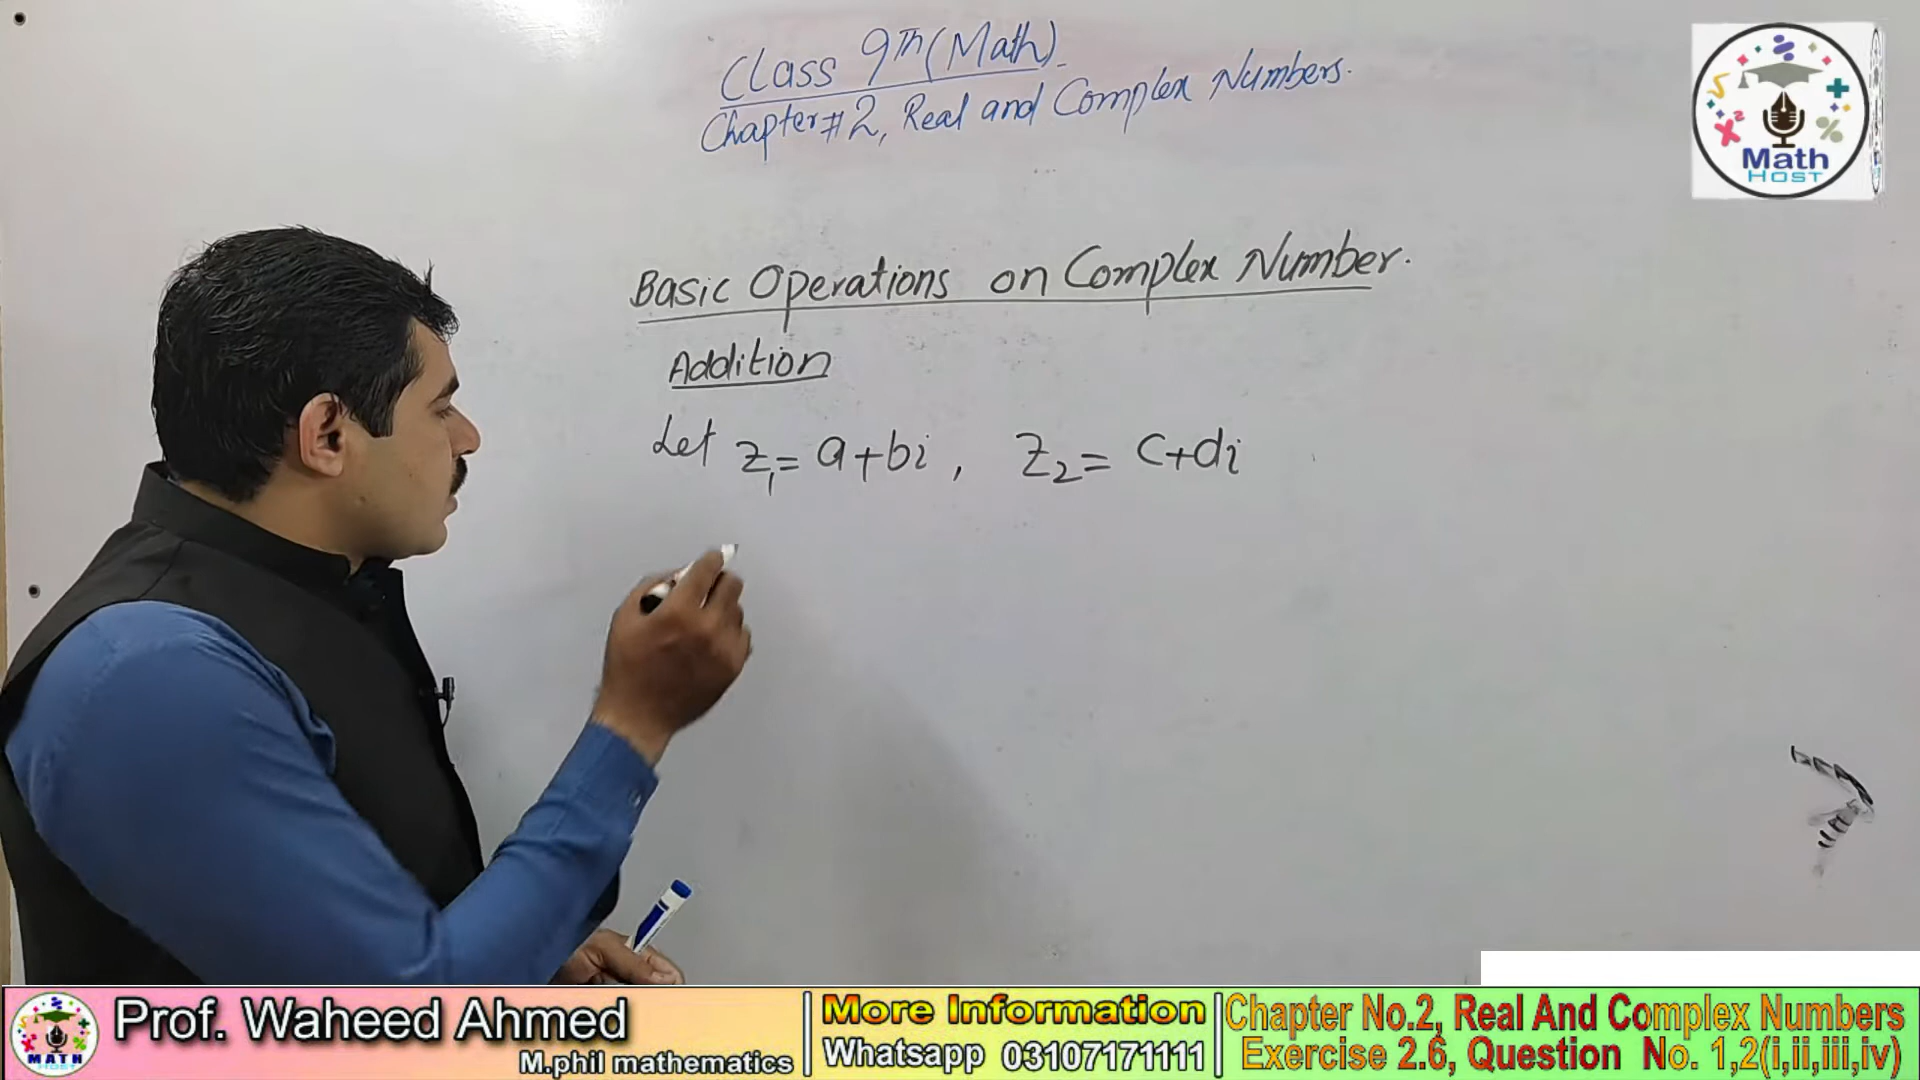 Class 9Th (Math)
Chapter # 2, Real and Complex Numbers.
Math
HOST
Basic Operations on Complex Number.
Addition
Let z₁ = a+bi, Z₂ = c+di
Prof. Waheed Ahmed
M.phil mathematics
MATH
HOST
More Information
Whatsapp 03107171111
Chapter No.2, Real And Complex Numbers
Exercise 2.6, Question No. 1,2(i,ii,iii,iv)